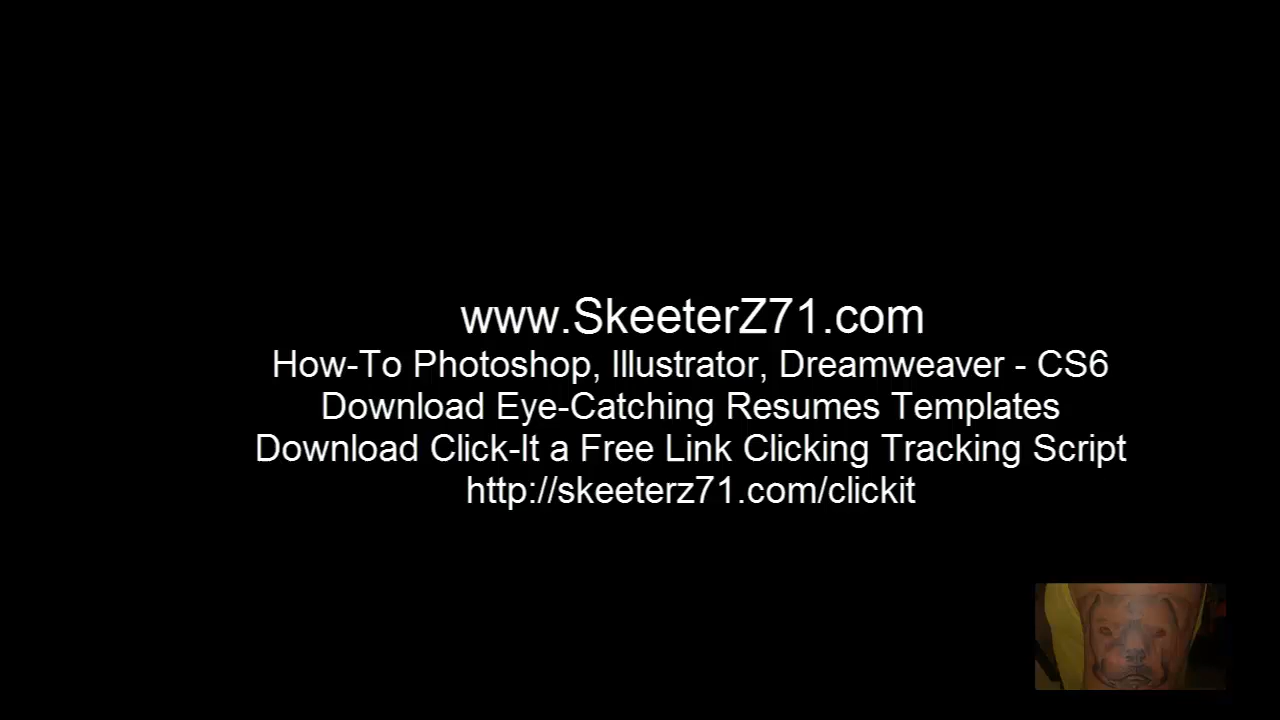 www.SkeeterZ71.com
How-To Photoshop, Illustrator, Dreamweaver - CS6
Download Eye-Catching Resumes Templates
Download Click-It a Free Link Clicking Tracking Script
http://skeeterz71.com/clickit